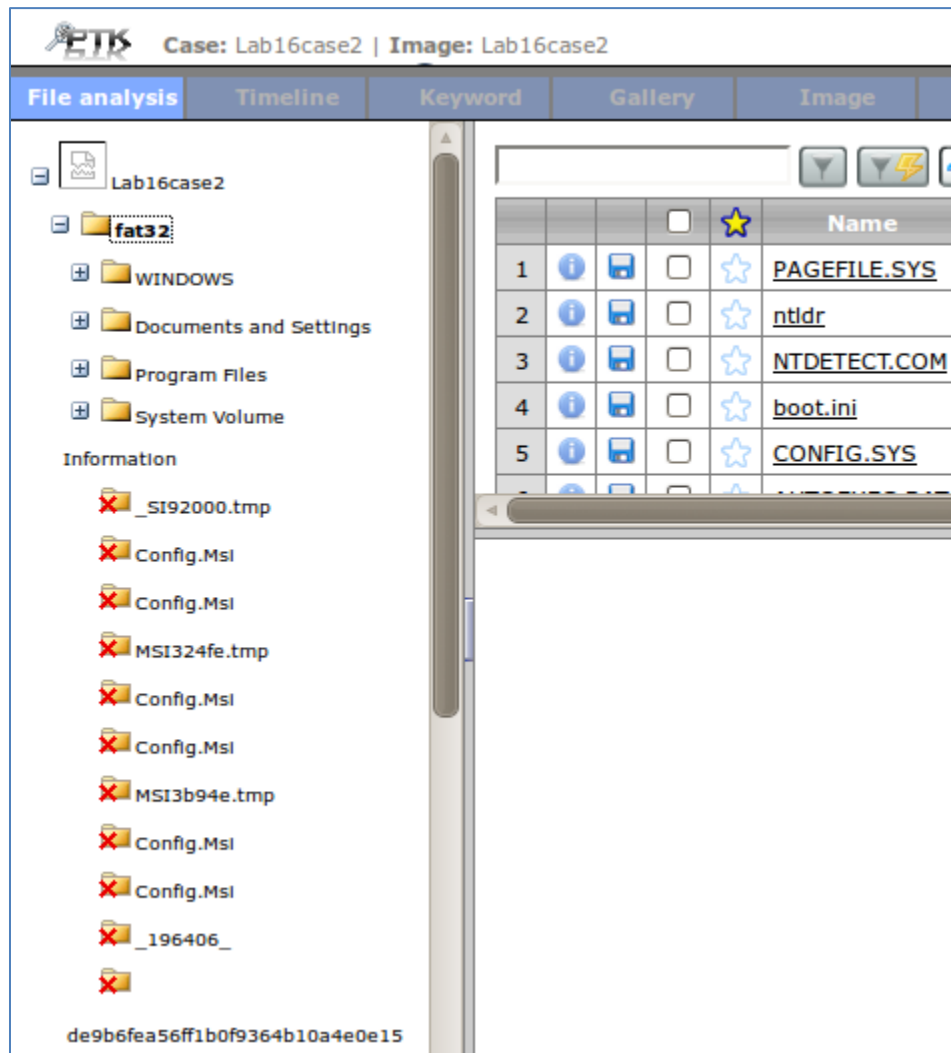 PTK Case: Lab16case2 | Image: Lab16case2
File analysis Timeline Keyword Gallery Image
Lab16case2
fat32
WINDOWS
Documents and Settings
Program Files
System Volume
Information
_SI92000.tmp
Config.Msi
Config.Msi
MSI324fe.tmp
Config.Msi
Config.Msi
MSI3b94e.tmp
Config.Msi
Config.Msi
_196406_
de9b6fea56ff1b0f9364b10a4e0e15
Name
1 PAGEFILE.SYS
2 ntldr
3 NTDETECT.COM
4 boot.ini
5 CONFIG.SYS